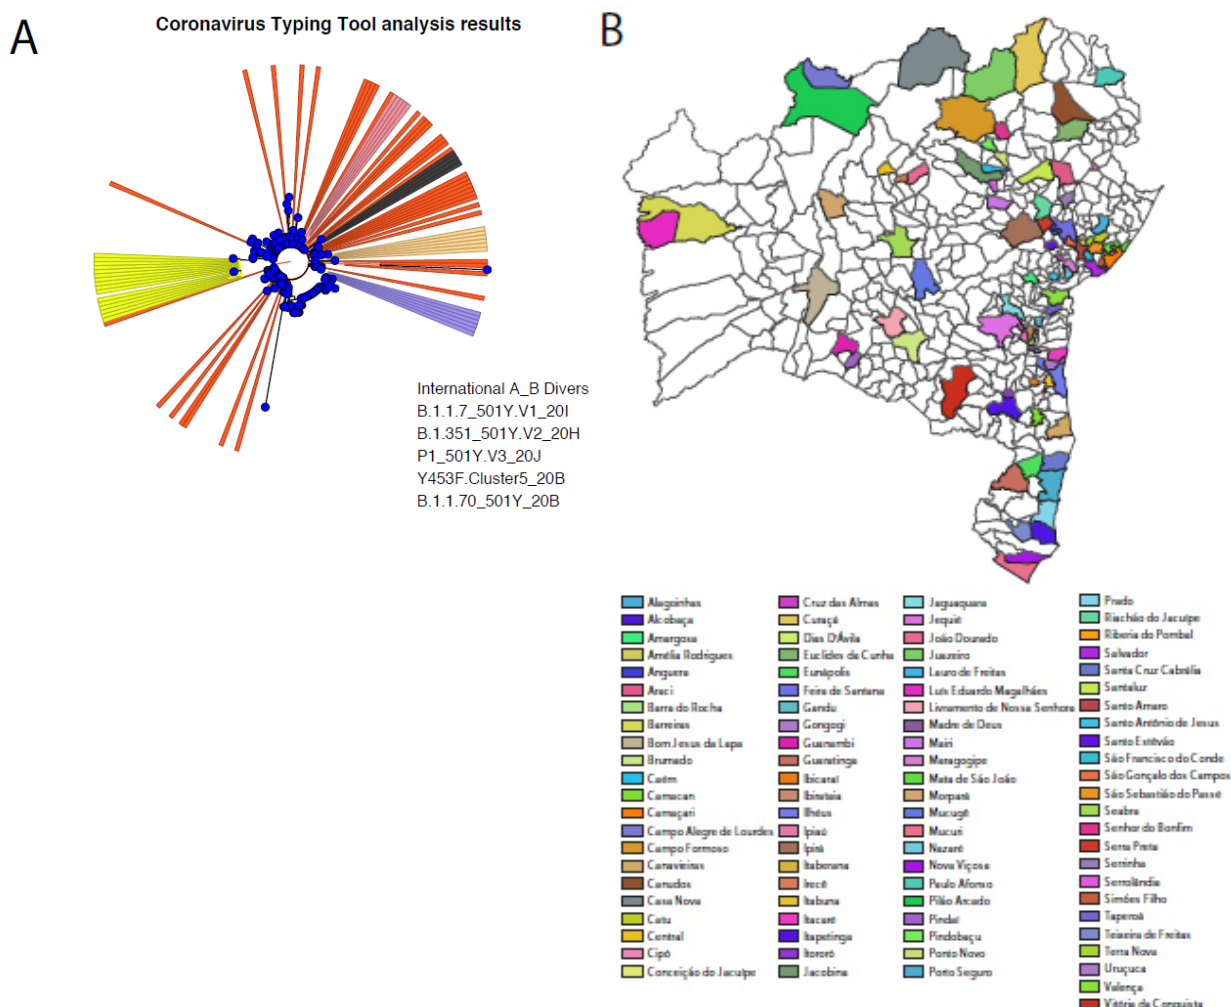 A
Coronavirus Typing Tool analysis results
International A_B Divers
B.1.1.7_501Y.V1_20I
B.1.351_501Y.V2_20H
P1_501Y.V3_20J
Y453F.Cluster5_20B
B.1.1.70_501Y_20B
B
Alagoinhas
Alcobaça
Amargosa
Amélia Rodrigues
Anguera
Araci
Barra do Rocha
Barreiras
Bom Jesus da Lapa
Brumado
Caém
Camacan
Camaçari
Campo Alegre de Lourdes
Campo Formoso
Canavieiras
Canudos
Casa Nova
Catu
Central
Cipó
Conceição do Jacuípe
Cruz das Almas
Curaçá
Dias D'Ávila
Euclides da Cunha
Eunápolis
Feira de Santana
Gandu
Gongogi
Guanambi
Guaratinga
Ibicaraí
Ibirataia
Ilhéus
Ipiaú
Ipirá
Itaberana
Irecê
Itabuna
Itacaré
Itapetinga
Itororó
Jacobina
Jaguaquara
Jequié
João Dourado
Juazeiro
Lauro de Freitas
Luís Eduardo Magalhães
Livramento de Nossa Senhora
Madre de Deus
Mairi
Maragogipe
Mata de São João
Morpará
Mucugê
Mucuri
Nazaré
Nova Viçosa
Paulo Afonso
Pilão Arcado
Pindaí
Pindobaçu
Ponto Novo
Porto Seguro
Prado
Riachão do Jacuípe
Riberia do Pombal
Salvador
Santa Cruz Cabrália
Santaluz
Santo Amaro
Santo Antônio de Jesus
Santo Estêvão
São Francisco do Conde
São Gonçalo dos Campos
São Sebastião do Passé
Seabra
Senhor do Bonfim
Serra Preta
Serrinha
Serrolândia
Simões Filho
Taperoá
Teixeira de Freitas
Terra Nova
Uruçuca
Valença
Vitória da Conquista